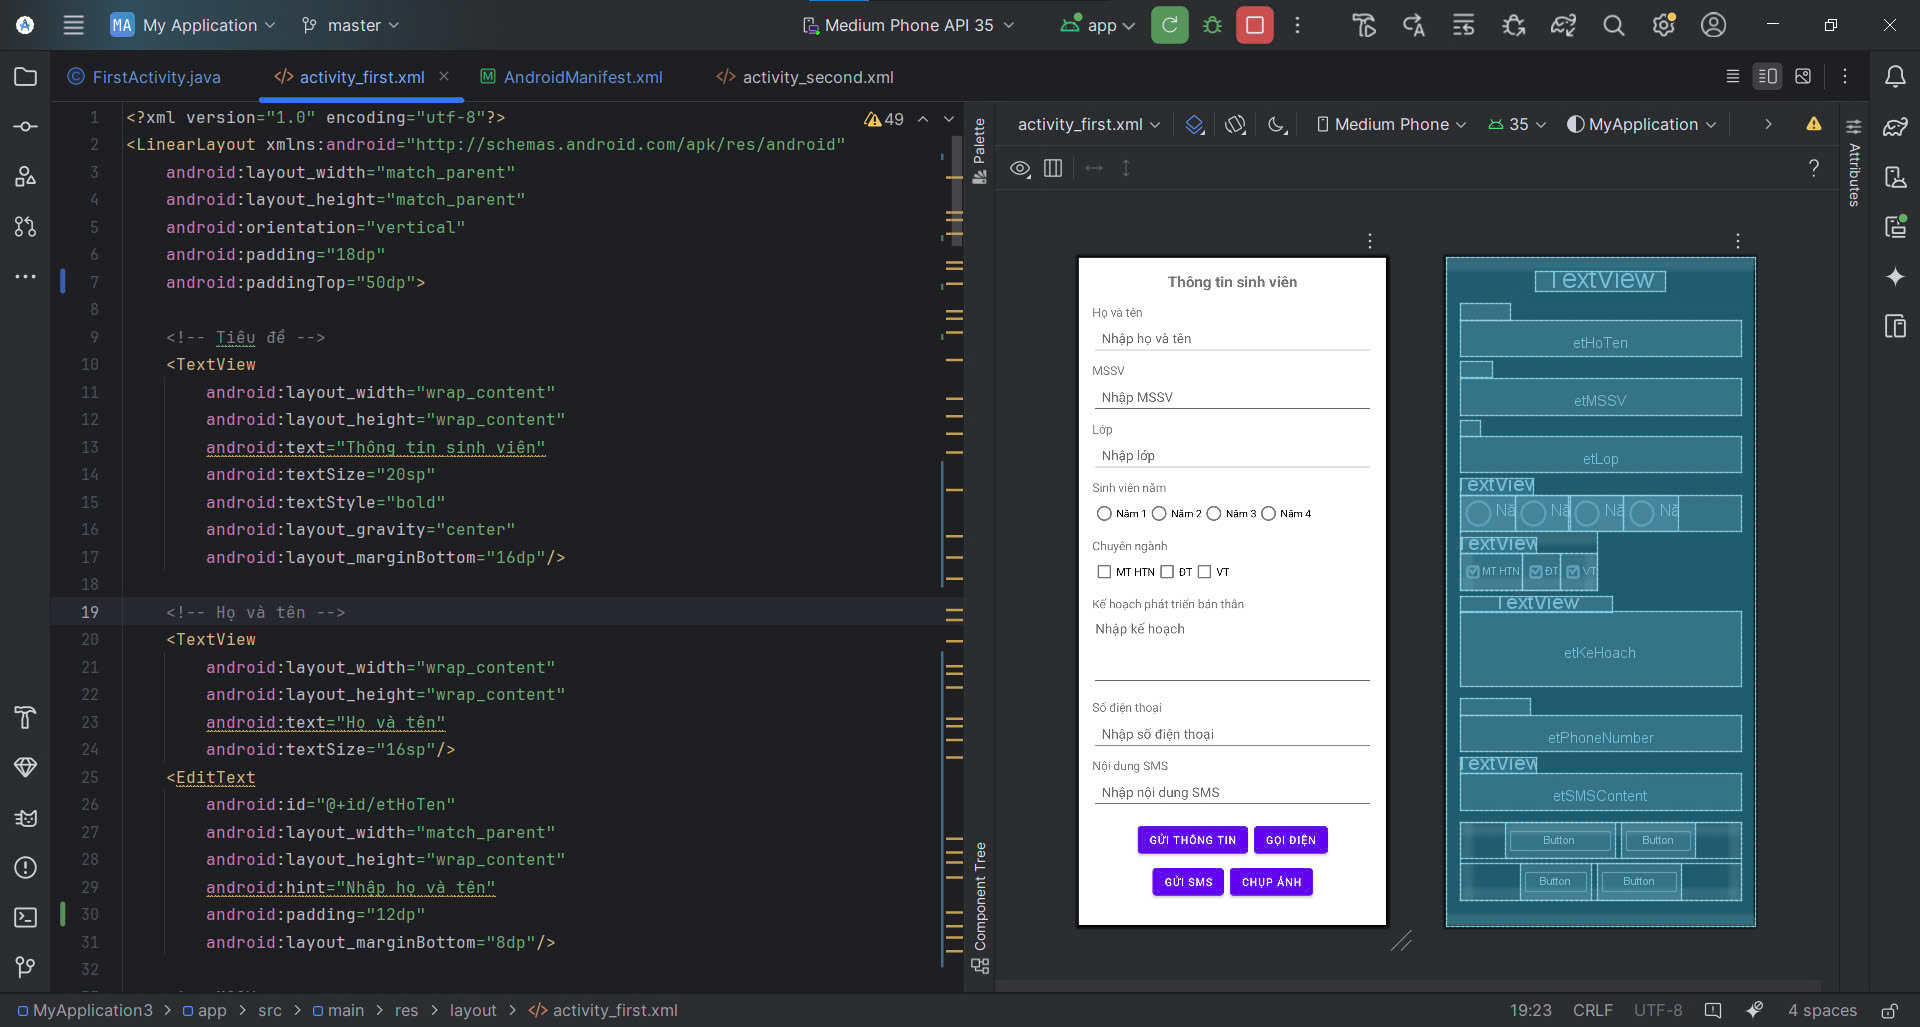 MA My Application master Medium Phone API 35 app
FirstActivity.java activity_first.xml AndroidManifest.xml activity_second.xml
1 <?xml version="1.0" encoding="utf-8"?>
49
2 <LinearLayout xmlns:android="http://schemas.android.com/apk/res/android"
3 android:layout_width="match_parent"
4 android:layout_height="match_parent"
5 android:orientation="vertical"
6 android:padding="18dp"
7 android:paddingTop="50dp">
8
9 <!-- Tiêu đề -->
10 <TextView
11 android:layout_width="wrap_content"
12 android:layout_height="wrap_content"
13 android:text="Thông tin sinh viên"
14 android:textSize="20sp"
15 android:textStyle="bold"
16 android:layout_gravity="center"
17 android:layout_marginBottom="16dp"/>
18
19 <!-- Họ và tên -->
20 <TextView
21 android:layout_width="wrap_content"
22 android:layout_height="wrap_content"
23 android:text="Họ và tên"
24 android:textSize="16sp"/>
25 <EditText
26 android:id="@+id/etHoTen"
27 android:layout_width="match_parent"
28 android:layout_height="wrap_content"
29 android:hint="Nhập họ và tên"
30 android:padding="12dp"
31 android:layout_marginBottom="8dp"/>
32
Palette
Component Tree
activity_first.xml Medium Phone 35 MyApplication
?
Attributes
Thông tin sinh viên
Họ và tên
Nhập họ và tên
MSSV
Nhập MSSV
Lớp
Nhập lớp
Sinh viên năm
Năm 1 Năm 2 Năm 3 Năm 4
Chuyên ngành
MT HTN ĐT VT
Kế hoạch phát triển bản thân
Nhập kế hoạch
Số điện thoại
Nhập số điện thoại
Nội dung SMS
Nhập nội dung SMS
GỬI THÔNG TIN GỌI ĐIỆN
GỬI SMS CHỤP ẢNH
TextView
etHoTen
etMSSV
etLop
TextView
Nă Nă Nă Nă
TextView
MT HTN ĐT VT
TextView
etKeHoach
etPhoneNumber
TextView
etSMSContent
Button Button
Button Button
MyApplication3 > app > src > main > res > layout > activity_first.xml
19:23 CRLF UTF-8 4 spaces